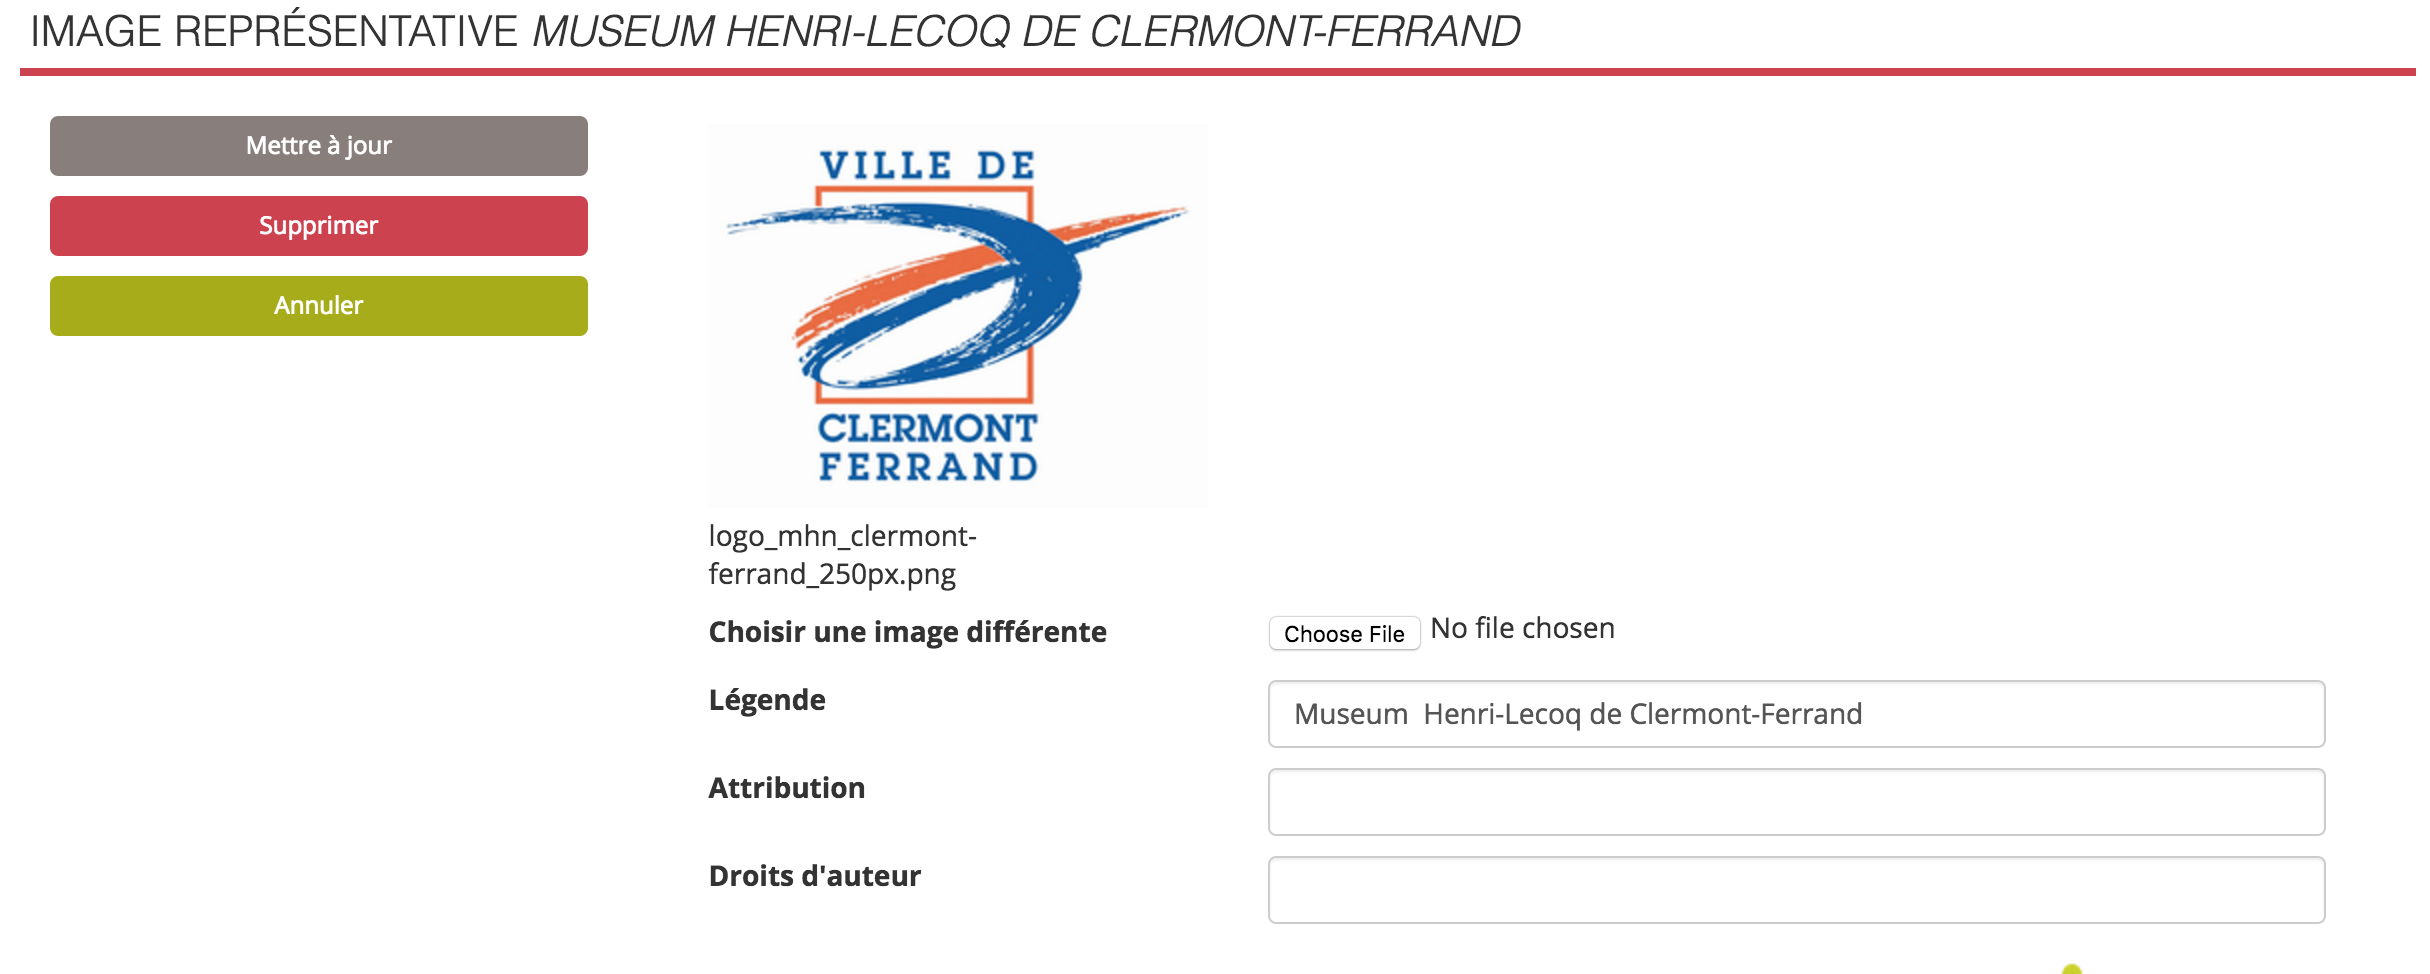 IMAGE REPRÉSENTATIVE MUSEUM HENRI-LECOQ DE CLERMONT-FERRAND
Mettre à jour
Supprimer
Annuler
VILLE DE
CLERMONT
FERRAND
logo_mhn_clermont-
ferrand_250px.png
Choisir une image différente Choose File No file chosen
Légende Museum  Henri-Lecoq de Clermont-Ferrand
Attribution
Droits d'auteur